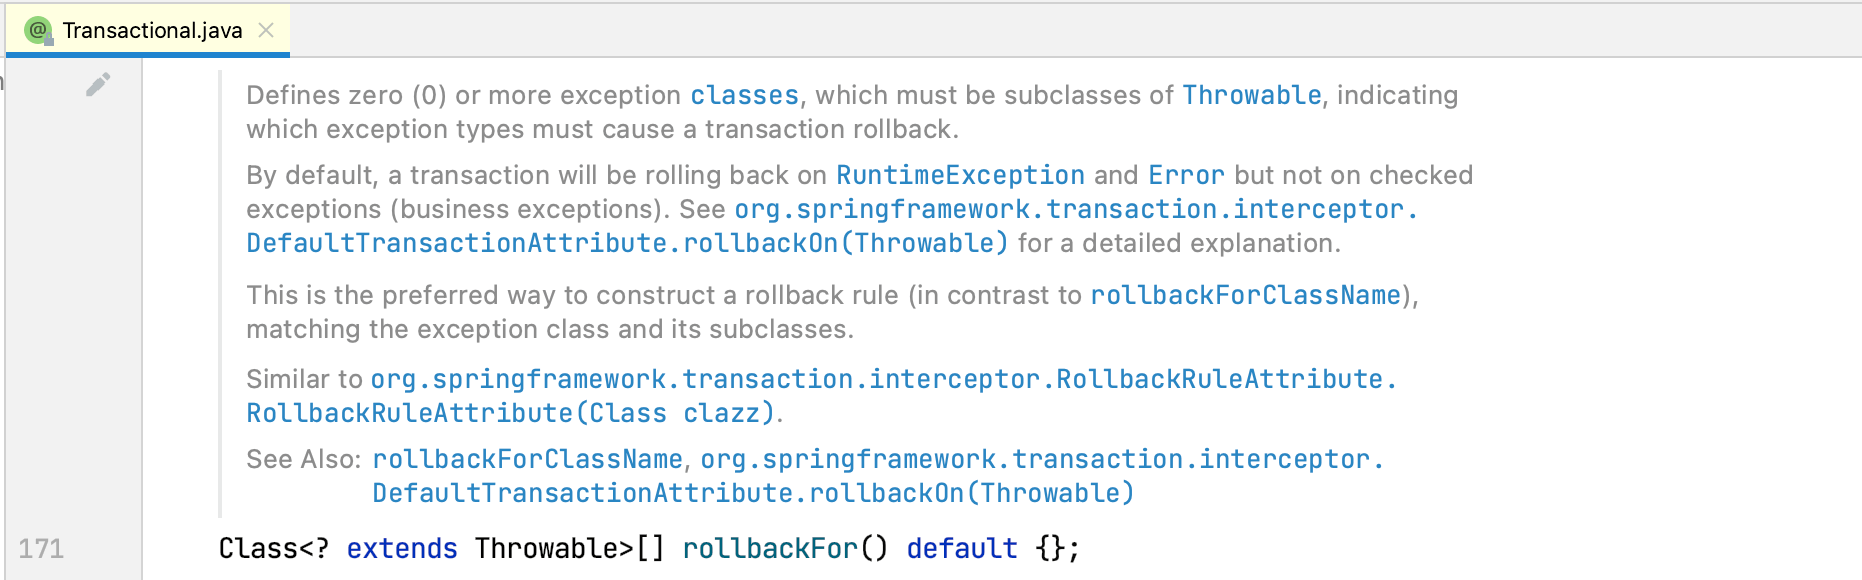 @ Transactional.java
Defines zero (0) or more exception classes, which must be subclasses of Throwable, indicating
which exception types must cause a transaction rollback.
By default, a transaction will be rolling back on RuntimeException and Error but not on checked
exceptions (business exceptions). See org.springframework.transaction.interceptor.
DefaultTransactionAttribute.rollbackOn(Throwable) for a detailed explanation.
This is the preferred way to construct a rollback rule (in contrast to rollbackForClassName),
matching the exception class and its subclasses.
Similar to org.springframework.transaction.interceptor.RollbackRuleAttribute.
RollbackRuleAttribute(Class clazz).
See Also: rollbackForClassName, org.springframework.transaction.interceptor.
DefaultTransactionAttribute.rollbackOn(Throwable)
171 Class<? extends Throwable>[] rollbackFor() default {};